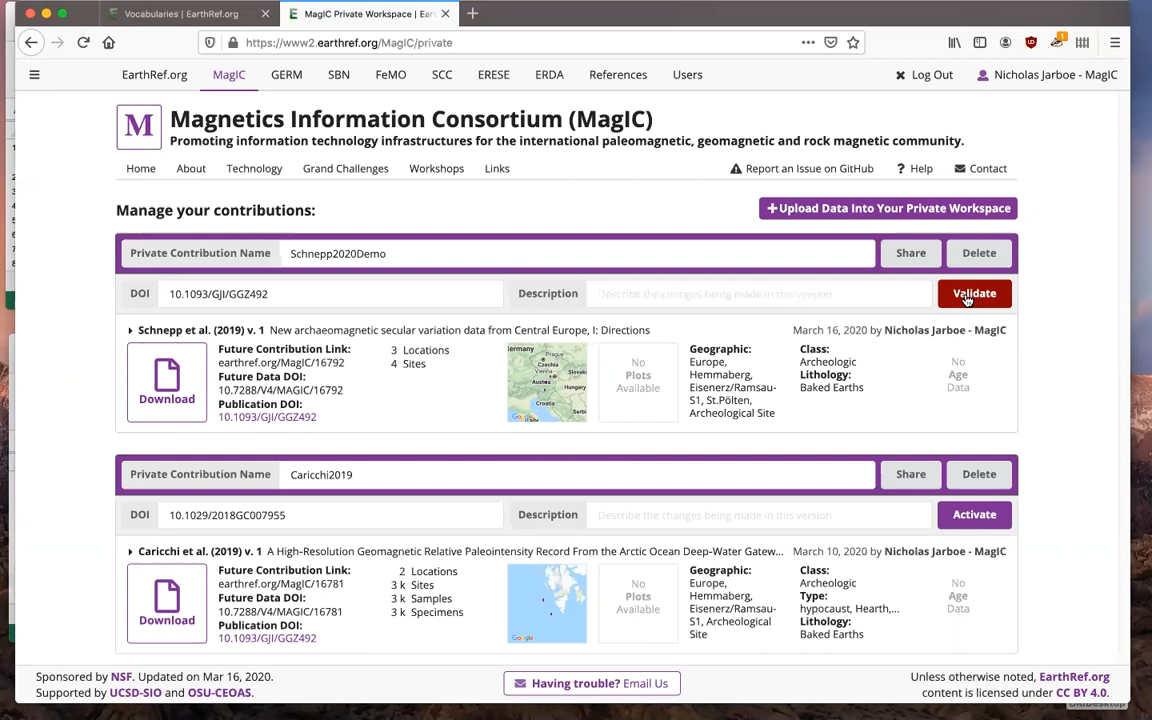 Vocabularies | EarthRef.org
MagIC Private Workspace | Ear
https://www2.earthref.org/MagIC/private
EarthRef.org MagIC GERM SBN FeMO SCC ERESE ERDA References Users Log Out Nicholas Jarboe - MagIC
M
Magnetics Information Consortium (MagIC)
Promoting information technology infrastructures for the international paleomagnetic, geomagnetic and rock magnetic community.
Home About Technology Grand Challenges Workshops Links Report an Issue on GitHub ? Help Contact
Manage your contributions:
+Upload Data Into Your Private Workspace
Private Contribution Name Schnepp2020Demo Share Delete
DOI 10.1093/GJI/GGZ492 Description Describe the changes being made in this version Validate
Schnepp et al. (2019) v. 1 New archaeomagnetic secular variation data from Central Europe, I: Directions March 16, 2020 by Nicholas Jarboe - MagIC
Download
Future Contribution Link:
earthref.org/MagIC/16792
Future Data DOI:
10.7288/V4/MAGIC/16792
Publication DOI:
10.1093/GJI/GGZ492
3 Locations
4 Sites
Germany
Prague
Czechia
Vienna
Slovakia
Austria
Hungary
Croatia
Google
No
Plots
Available
Geographic:
Europe,
Hemmaberg,
Eisenerz/Ramsau-
S1, St.Pölten,
Archeological Site
Class:
Archeologic
Lithology:
Baked Earths
No
Age
Data
Private Contribution Name Caricchi2019 Share Delete
DOI 10.1029/2018GC007955 Description Describe the changes being made in this version Activate
Caricchi et al. (2019) v. 1 A High-Resolution Geomagnetic Relative Paleointensity Record From the Arctic Ocean Deep-Water Gatew... March 10, 2020 by Nicholas Jarboe - MagIC
Download
Future Contribution Link:
earthref.org/MagIC/16781
Future Data DOI:
10.7288/V4/MAGIC/16781
Publication DOI:
10.1093/GJI/GGZ492
2 Locations
3 k Sites
3 k Samples
3 k Specimens
Google
No
Plots
Available
Geographic:
Europe,
Hemmaberg,
Eisenerz/Ramsau-
S1, Archeological
Site
Class:
Archeologic
Type:
hypocaust, Hearth,...
Lithology:
Baked Earths
No
Age
Data
Sponsored by NSF. Updated on Mar 16, 2020.
Supported by UCSD-SIO and OSU-CEOAS.
Having trouble? Email Us
Unless otherwise noted, EarthRef.org
content is licensed under CC BY 4.0.